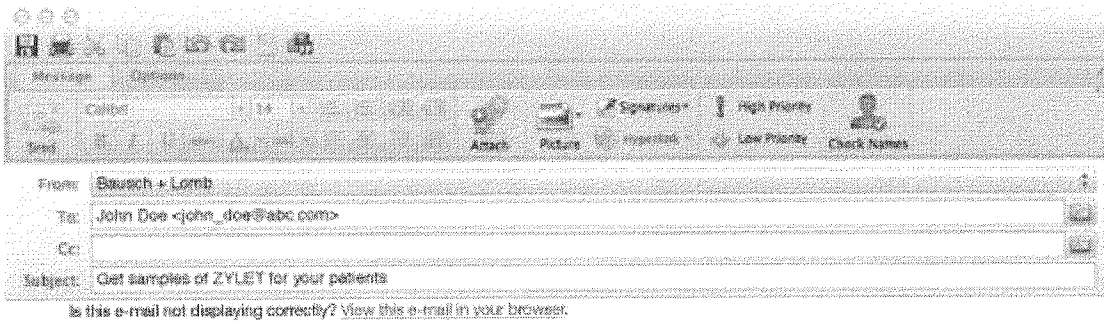 Message Options
Calibri 14
Signatures High Priority
Hyperlink Low Priority
Send Attach Picture Check Names
From: Bausch + Lomb
To: John Doe <john_doe@abc.com>
Cc:
Subject: Get samples of ZYLET for your patients
Is this e-mail not displaying correctly? View this e-mail in your browser.